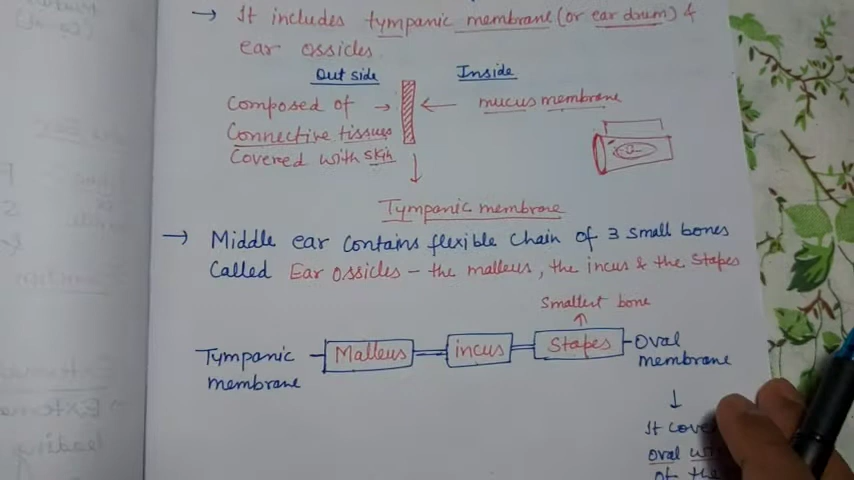 → It includes tympanic membrane (or ear drum) &
ear ossicles
Out side
Inside
Composed of →
← mucus membrane
Connective tissues
Covered with skin
Tympanic membrane
→ Middle ear contains flexible chain of 3 small bones
Called Ear ossicles - the malleus, the incus & the Stapes
Smallest bone
Tympanic
membrane
Malleus
incus
Stapes
Oval
membrane
It
oval
of the